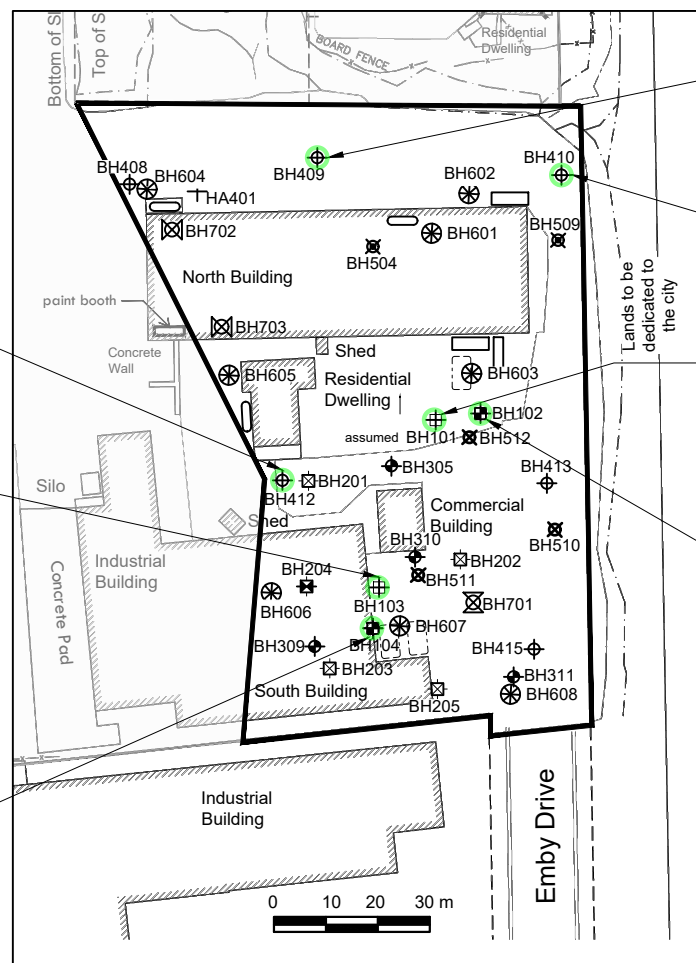 Bottom of Sl
Top of S
BOARD FENCE
Residential
Dwelling
BH408
BH604
HA401
BH409
BH602
BH410
BH702
BH504
BH601
BH509
North Building
Lands to be
dedicated to
the city
paint booth
BH703
Concrete
Wall
Shed
BH605
Residential
Dwelling
BH603
assumed
BH101
BH102
BH512
BH305
BH413
BH412
BH201
Silo
Shed
Commercial
Building
BH510
Industrial
Building
Concrete Pad
BH310
BH202
BH204
BH511
BH606
BH103
BH701
BH607
BH104
BH309
BH415
BH203
BH311
South Building
BH205
BH608
Industrial
Building
Emby Drive
0 10 20 30 m